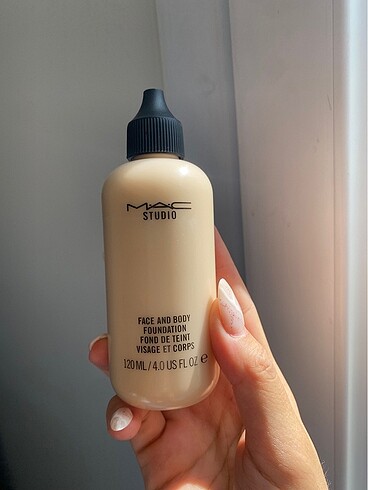 MAC
STUDIO
FACE AND BODY
FOUNDATION
FOND DE TEINT
VISAGE ET CORPS
120 ML / 4.0 US FL OZ ℮